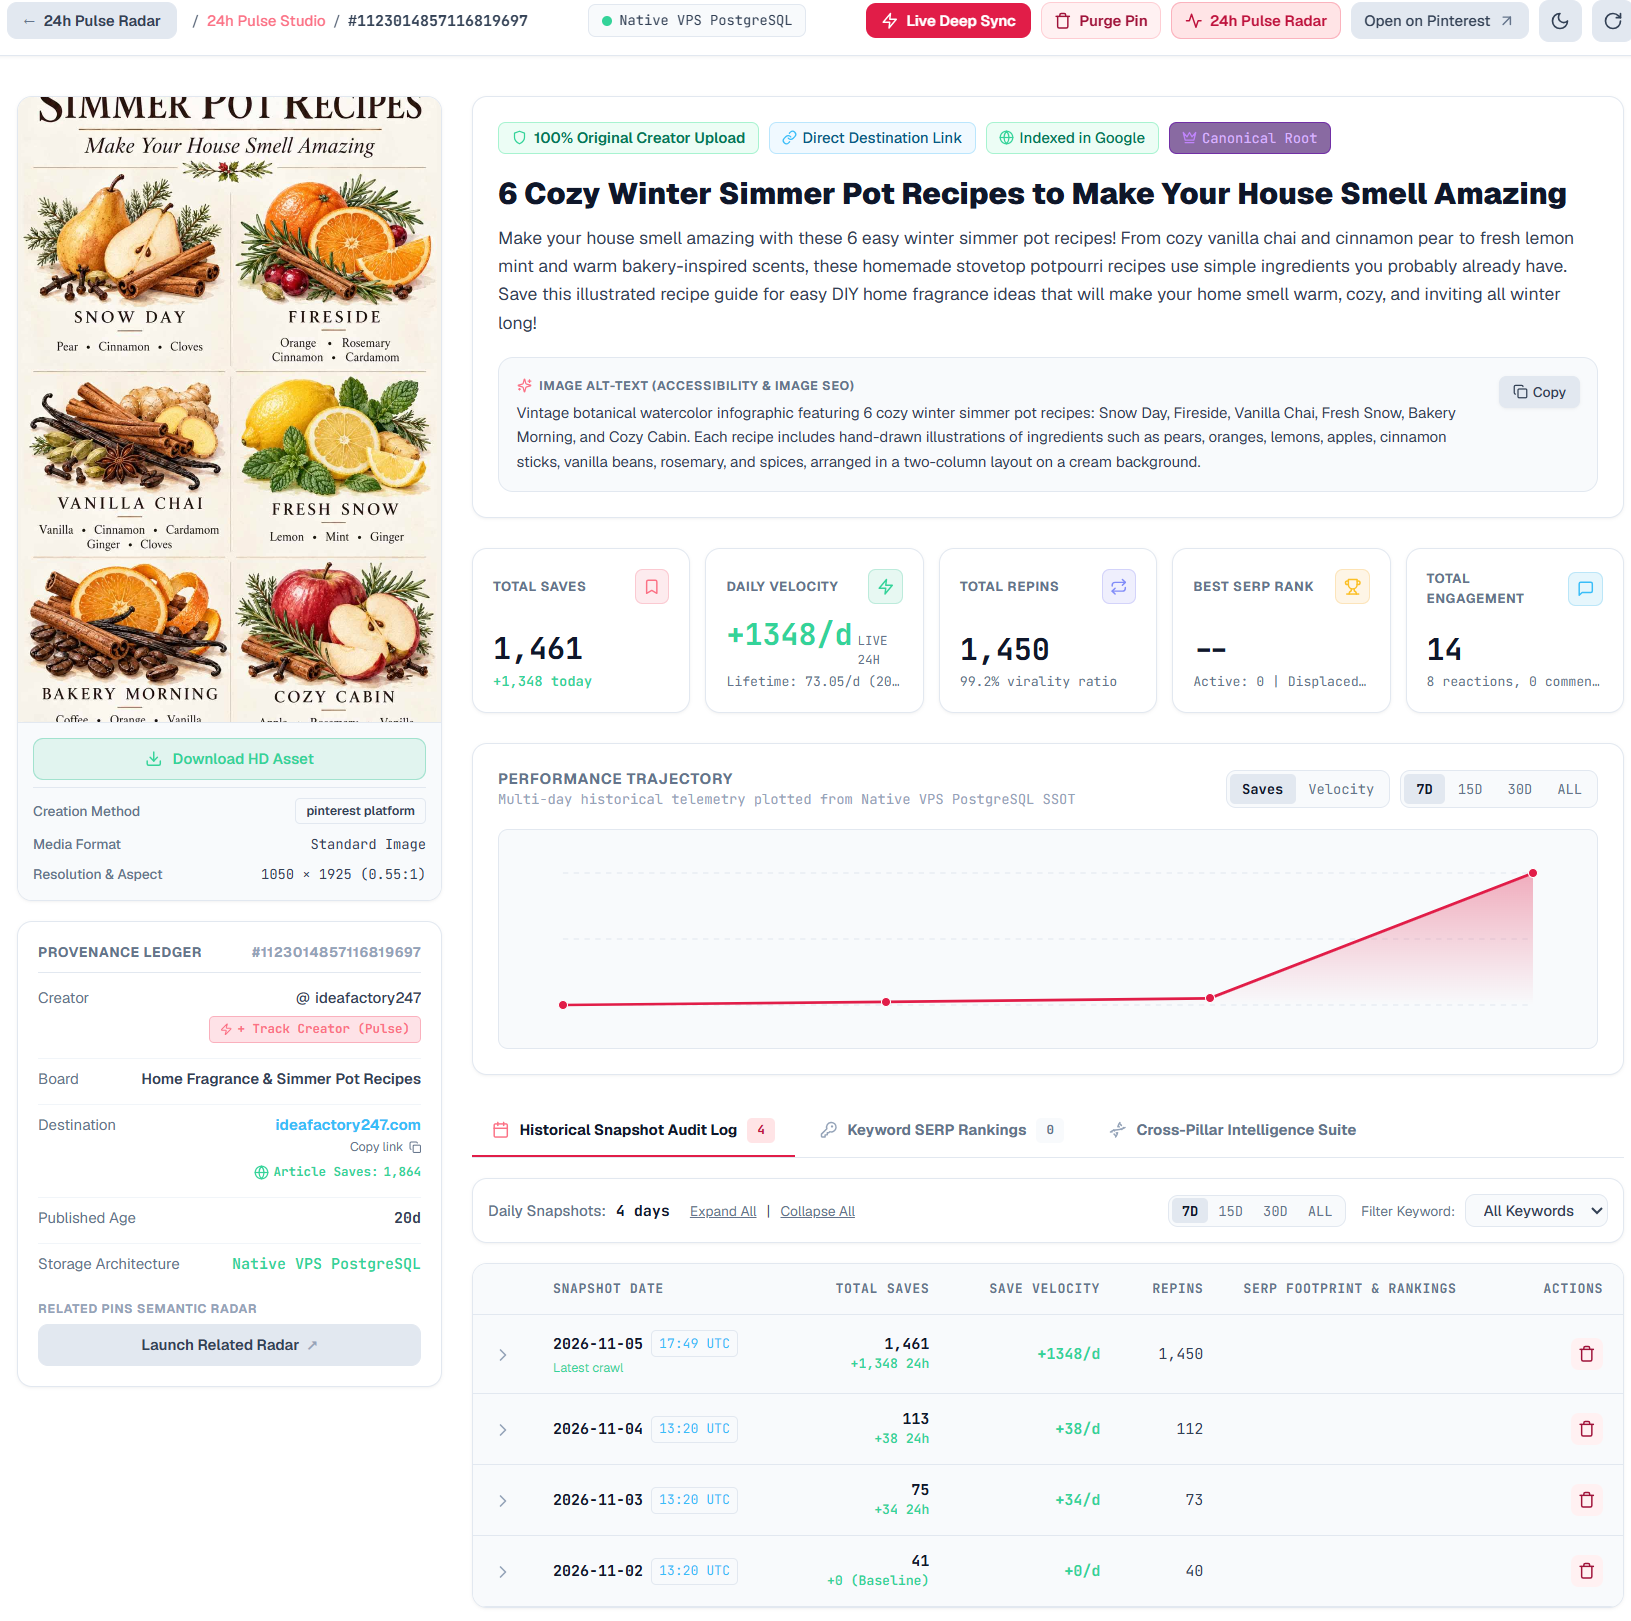 ← 24h Pulse Radar / 24h Pulse Studio / #1123014857116819697
Native VPS PostgreSQL
Live Deep Sync
Purge Pin
24h Pulse Radar
Open on Pinterest ↗
SIMMER POT RECIPES
Make Your House Smell Amazing
SNOW DAY
Pear • Cinnamon • Cloves
FIRESIDE
Orange • Rosemary
Cinnamon • Cardamom
VANILLA CHAI
Vanilla • Cinnamon • Cardamom
Ginger • Cloves
FRESH SNOW
Lemon • Mint • Ginger
BAKERY MORNING
Coffee • Orange • Vanilla
COZY CABIN
Apple • Rosemary • Vanilla
Download HD Asset
Creation Method pinterest platform
Media Format Standard Image
Resolution & Aspect 1050 × 1925 (0.55:1)
PROVENANCE LEDGER #1123014857116819697
Creator @ ideafactory247
+ Track Creator (Pulse)
Board Home Fragrance & Simmer Pot Recipes
Destination ideafactory247.com
Copy link
Article Saves: 1,864
Published Age 20d
Storage Architecture Native VPS PostgreSQL
RELATED PINS SEMANTIC RADAR
Launch Related Radar ↗
100% Original Creator Upload
Direct Destination Link
Indexed in Google
Canonical Root
6 Cozy Winter Simmer Pot Recipes to Make Your House Smell Amazing
Make your house smell amazing with these 6 easy winter simmer pot recipes! From cozy vanilla chai and cinnamon pear to fresh lemon
mint and warm bakery-inspired scents, these homemade stovetop potpourri recipes use simple ingredients you probably already have.
Save this illustrated recipe guide for easy DIY home fragrance ideas that will make your home smell warm, cozy, and inviting all winter
long!
IMAGE ALT-TEXT (ACCESSIBILITY & IMAGE SEO)
Copy
Vintage botanical watercolor infographic featuring 6 cozy winter simmer pot recipes: Snow Day, Fireside, Vanilla Chai, Fresh Snow, Bakery
Morning, and Cozy Cabin. Each recipe includes hand-drawn illustrations of ingredients such as pears, oranges, lemons, apples, cinnamon
sticks, vanilla beans, rosemary, and spices, arranged in a two-column layout on a cream background.
TOTAL SAVES
1,461
+1,348 today
DAILY VELOCITY
+1348/d LIVE
24H
Lifetime: 73.05/d (20…
TOTAL REPINS
1,450
99.2% virality ratio
BEST SERP RANK
--
Active: 0 | Displaced…
TOTAL
ENGAGEMENT
14
8 reactions, 0 commen…
PERFORMANCE TRAJECTORY
Multi-day historical telemetry plotted from Native VPS PostgreSQL SSOT
Saves Velocity
7D 15D 30D ALL
Historical Snapshot Audit Log 4
Keyword SERP Rankings 0
Cross-Pillar Intelligence Suite
Daily Snapshots: 4 days Expand All | Collapse All
7D 15D 30D ALL
Filter Keyword: All Keywords
SNAPSHOT DATE TOTAL SAVES SAVE VELOCITY REPINS SERP FOOTPRINT & RANKINGS ACTIONS
2026-11-05 17:49 UTC
Latest crawl
1,461
+1,348 24h
+1348/d 1,450
2026-11-04 13:20 UTC
113
+38 24h
+38/d 112
2026-11-03 13:20 UTC
75
+34 24h
+34/d 73
2026-11-02 13:20 UTC
41
+0 (Baseline)
+0/d 40